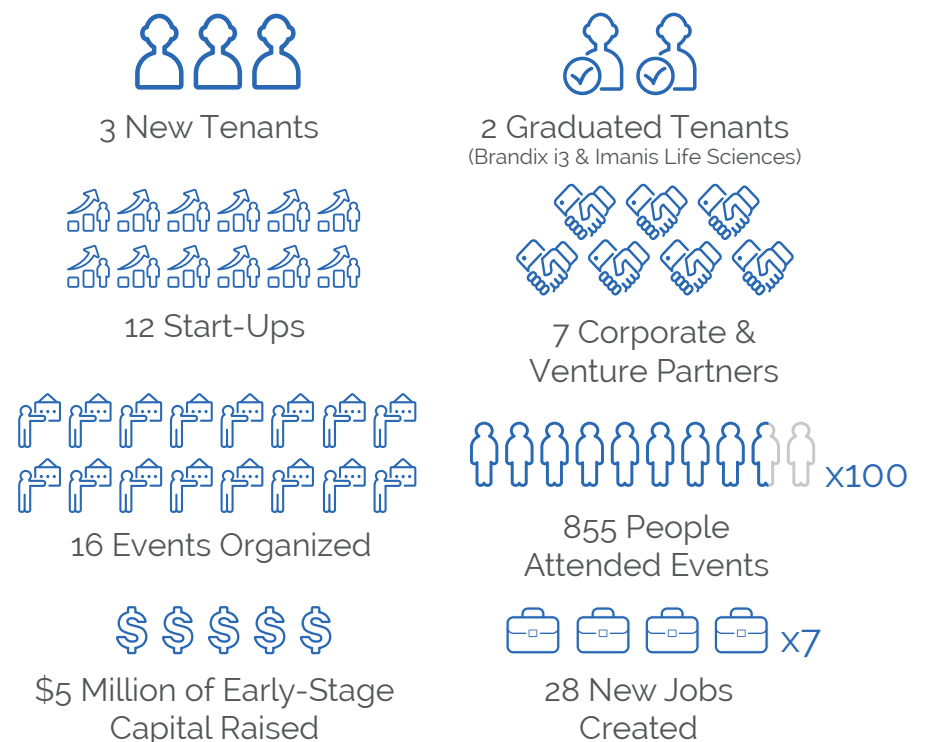 3 New Tenants
2 Graduated Tenants
(Brandix i3 & Imanis Life Sciences)
12 Start-Ups
7 Corporate &
Venture Partners
16 Events Organized
x100
855 People
Attended Events
$5 Million of Early-Stage
Capital Raised
x7
28 New Jobs
Created